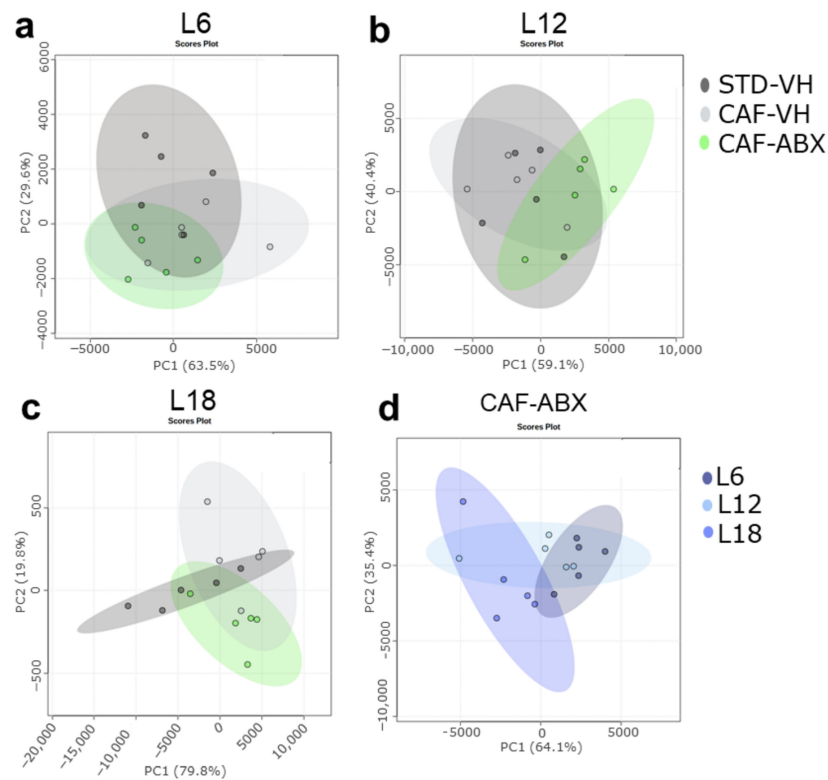 a
L6
Scores Plot
6000
4000
2000
0
−2000
−4000
PC2 (29.6%)
−5000
0
5000
PC1 (63.5%)
b
L12
Scores Plot
5000
0
−5000
PC2 (40.4%)
−10,000
−5000
0
5000
10,000
PC1 (59.1%)
STD-VH
CAF-VH
CAF-ABX
c
L18
Scores Plot
500
0
−500
PC2 (19.8%)
−20,000
−15,000
−10,000
−5000
0
5000
10,000
PC1 (79.8%)
d
CAF-ABX
Scores Plot
5000
0
−5000
−10,000
PC2 (35.4%)
-5000
0
5000
PC1 (64.1%)
L6
L12
L18